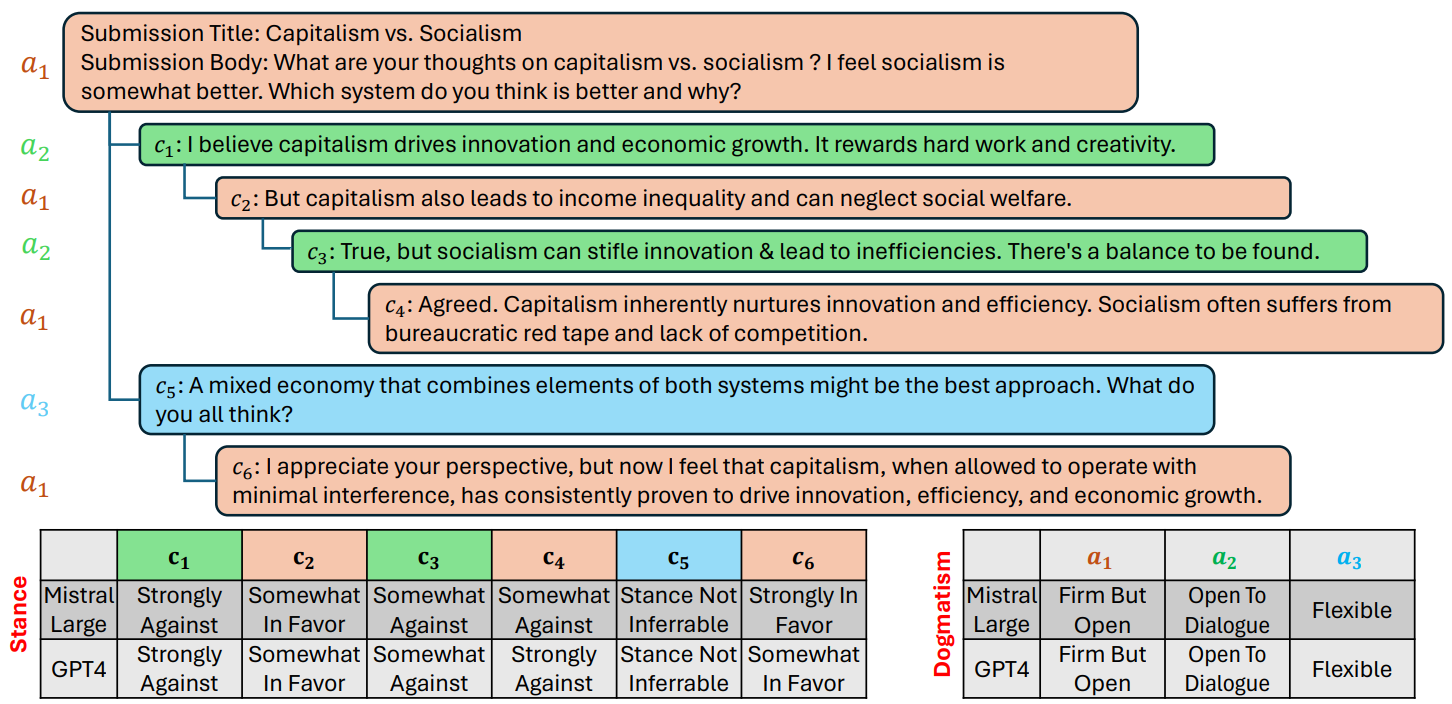 Submission Title: Capitalism vs. Socialism
a1
Submission Body: What are your thoughts on capitalism vs. socialism ? I feel socialism is
somewhat better. Which system do you think is better and why?
a2
c1: I believe capitalism drives innovation and economic growth. It rewards hard work and creativity.
a1
c2: But capitalism also leads to income inequality and can neglect social welfare.
a2
c3: True, but socialism can stifle innovation & lead to inefficiencies. There's a balance to be found.
a1
c4: Agreed. Capitalism inherently nurtures innovation and efficiency. Socialism often suffers from
bureaucratic red tape and lack of competition.
a3
c5: A mixed economy that combines elements of both systems might be the best approach. What do
you all think?
a1
c6: I appreciate your perspective, but now I feel that capitalism, when allowed to operate with
minimal interference, has consistently proven to drive innovation, efficiency, and economic growth.
Stance
c1 c2 c3 c4 c5 c6
Mistral Strongly Somewhat Somewhat Somewhat Stance Not Strongly In
Large Against In Favor Against Against Inferrable Favor
GPT4 Strongly Somewhat Somewhat Strongly Stance Not Somewhat
Against In Favor Against Against Inferrable In Favor
Dogmatism
a1 a2 a3
Mistral Firm But Open To Flexible
Large Open Dialogue
GPT4 Firm But Open To Flexible
Open Dialogue